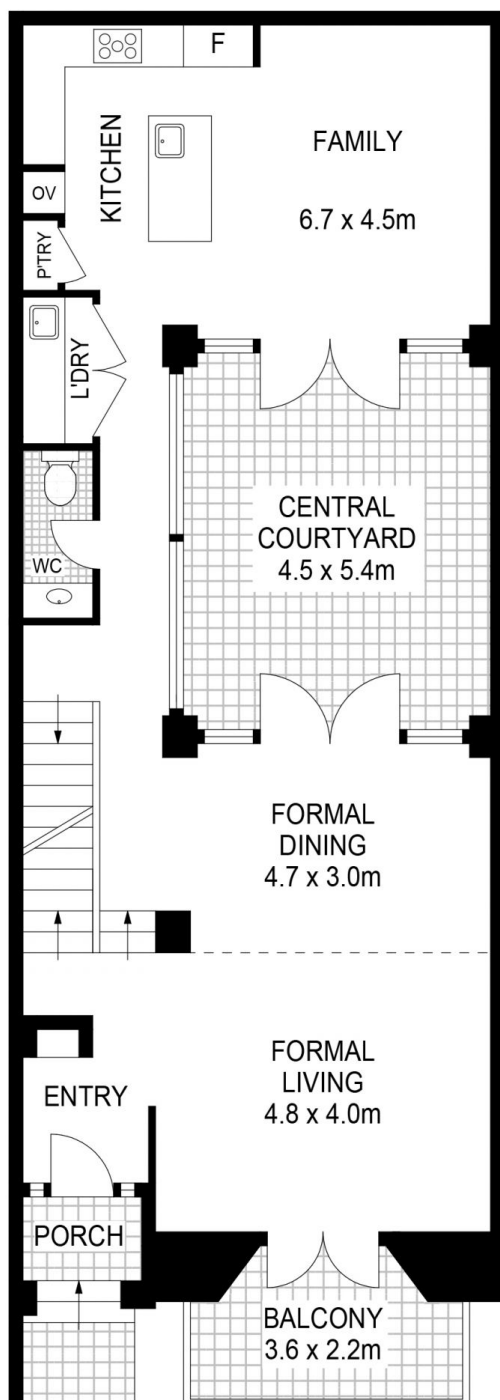 F
KITCHEN
FAMILY
6.7 x 4.5m
OV
P'TRY
L'DRY
CENTRAL
COURTYARD
4.5 x 5.4m
WC
FORMAL
DINING
4.7 x 3.0m
FORMAL
LIVING
4.8 x 4.0m
ENTRY
PORCH
BALCONY
3.6 x 2.2m